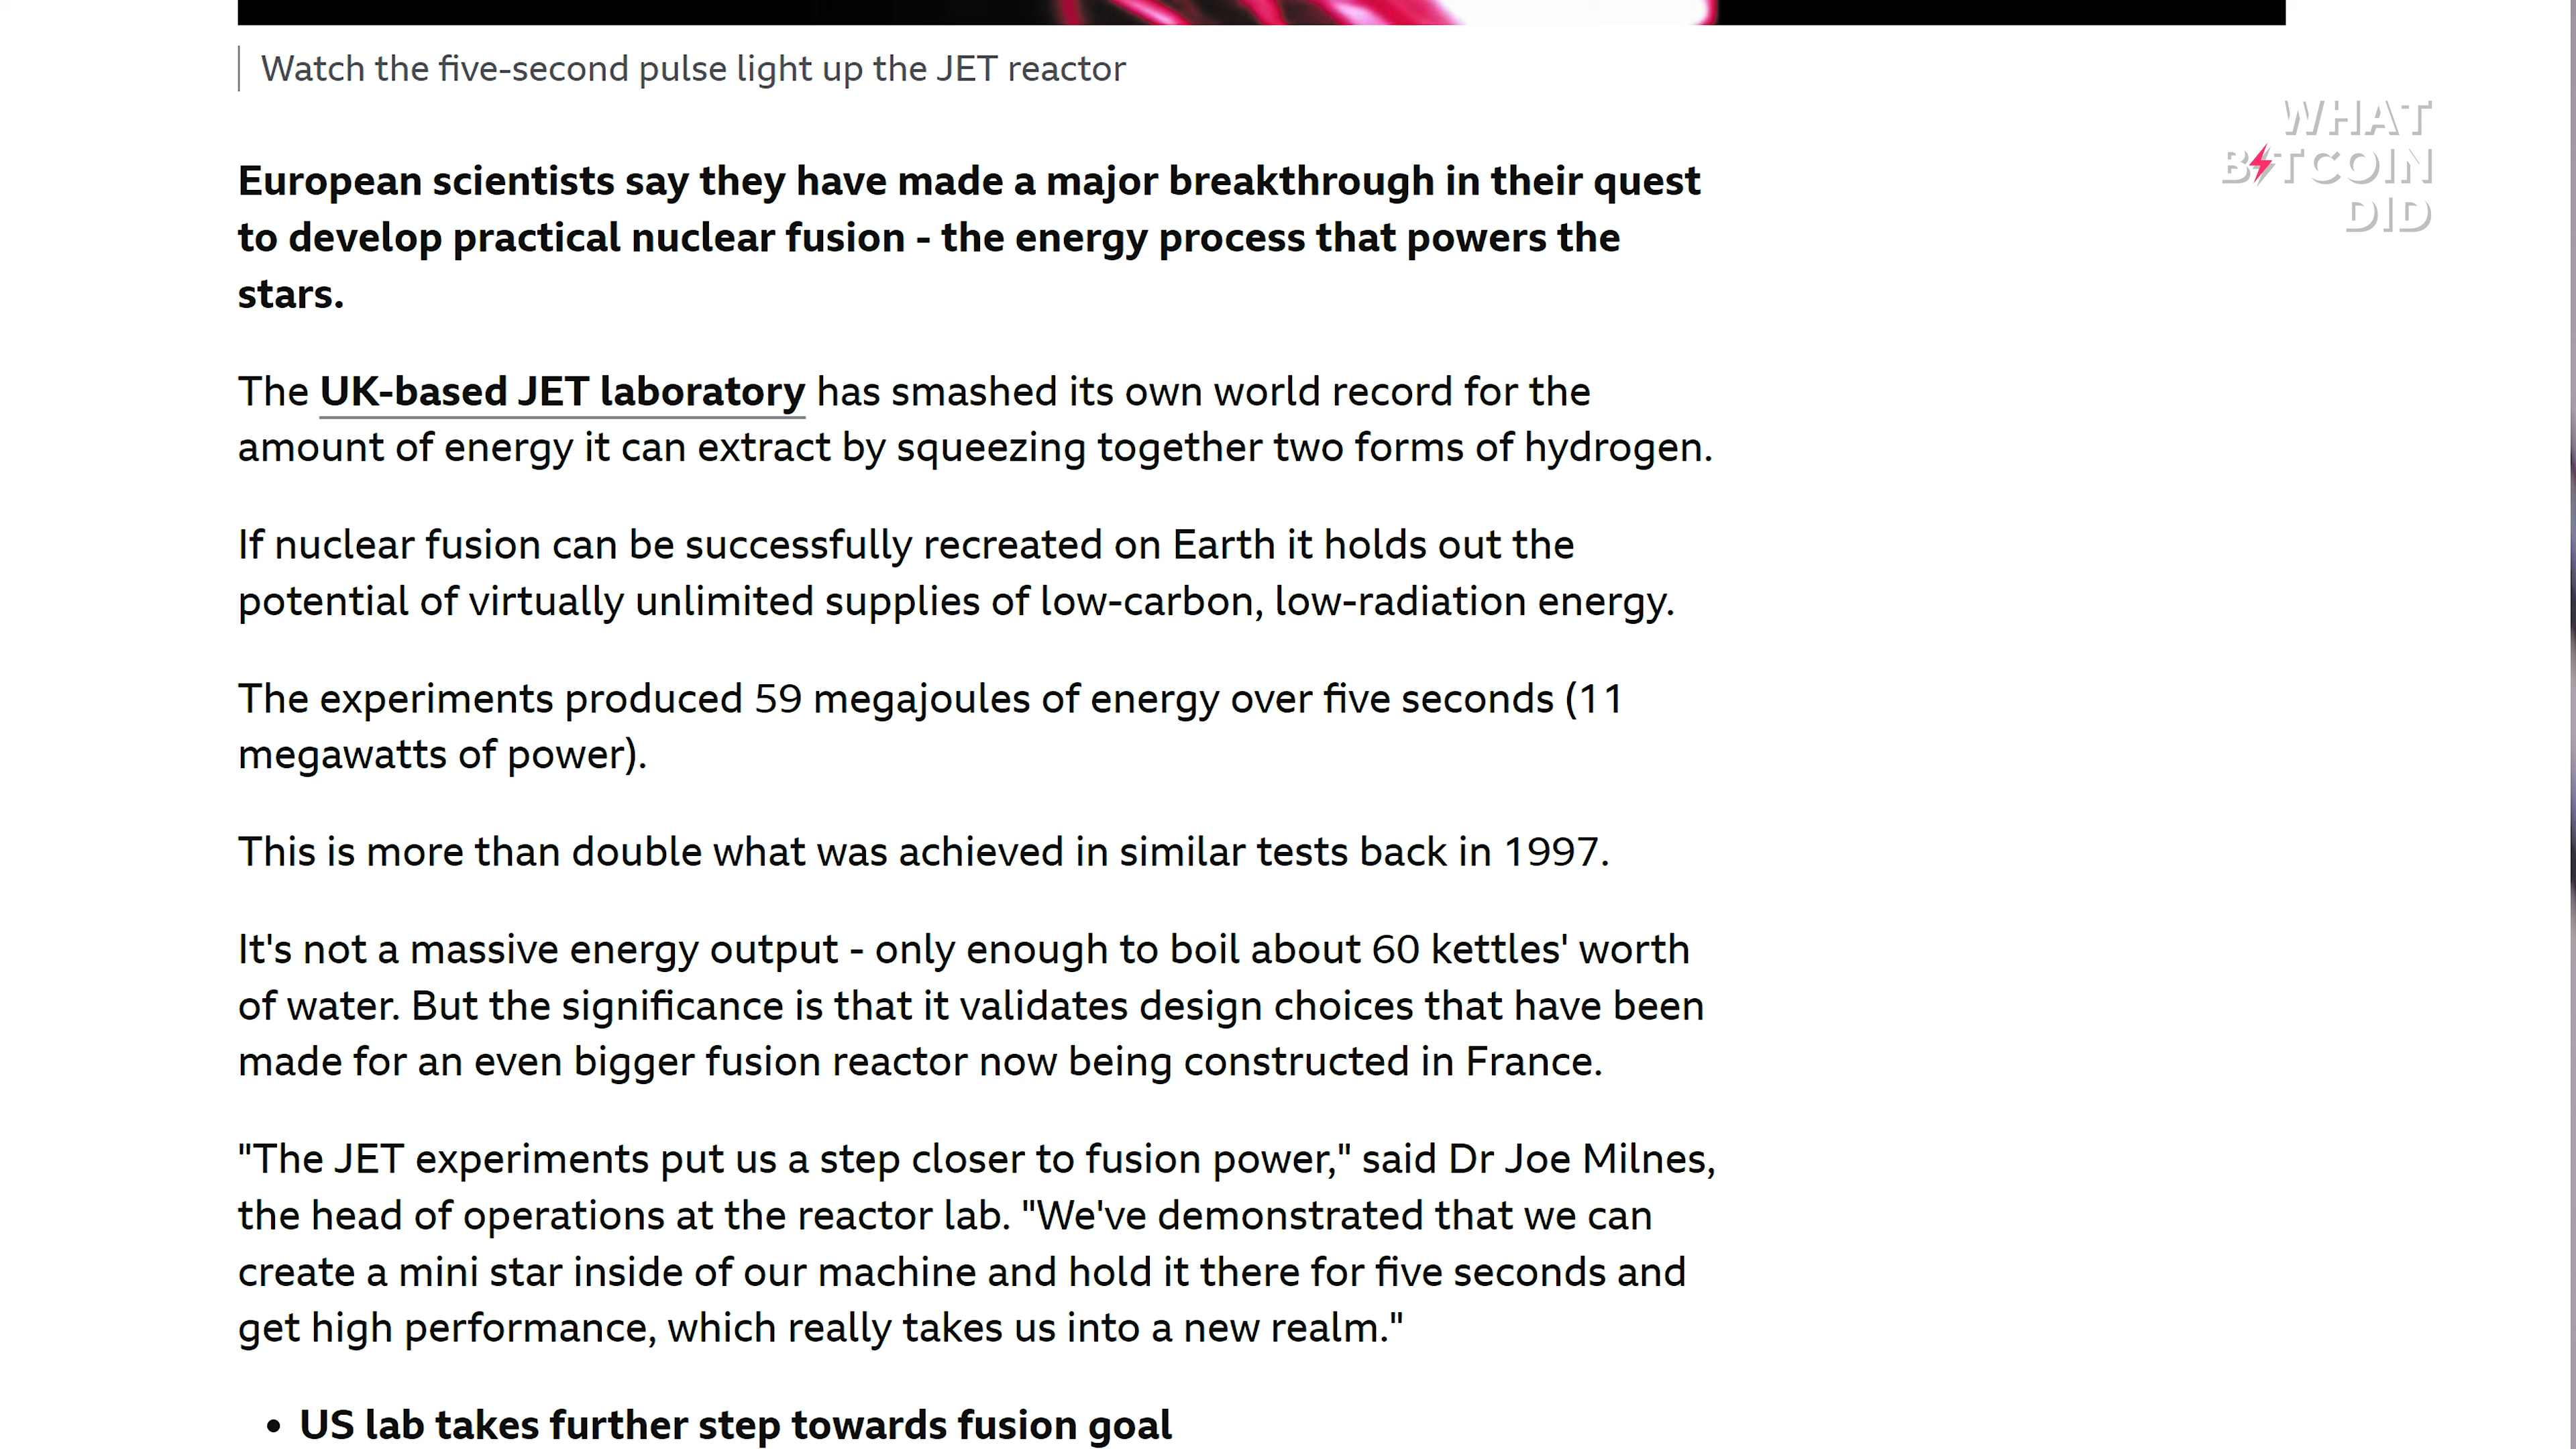 Watch the five-second pulse light up the JET reactor
WHAT
BITCOIN
DID
European scientists say they have made a major breakthrough in their quest
to develop practical nuclear fusion - the energy process that powers the
stars.
The UK-based JET laboratory has smashed its own world record for the
amount of energy it can extract by squeezing together two forms of hydrogen.
If nuclear fusion can be successfully recreated on Earth it holds out the
potential of virtually unlimited supplies of low-carbon, low-radiation energy.
The experiments produced 59 megajoules of energy over five seconds (11
megawatts of power).
This is more than double what was achieved in similar tests back in 1997.
It's not a massive energy output - only enough to boil about 60 kettles' worth
of water. But the significance is that it validates design choices that have been
made for an even bigger fusion reactor now being constructed in France.
"The JET experiments put us a step closer to fusion power," said Dr Joe Milnes,
the head of operations at the reactor lab. "We've demonstrated that we can
create a mini star inside of our machine and hold it there for five seconds and
get high performance, which really takes us into a new realm."
• US lab takes further step towards fusion goal